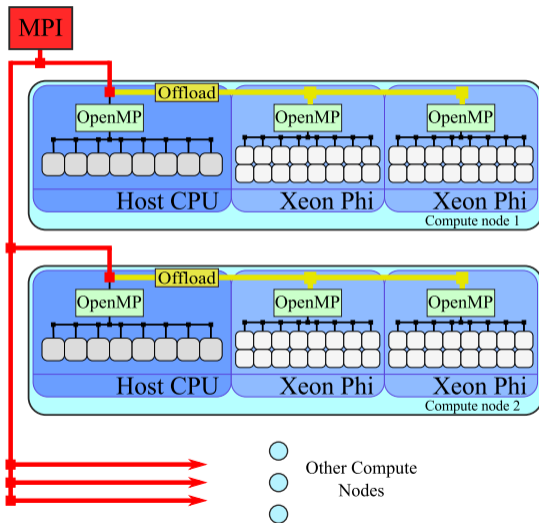 MPI
Offload
OpenMP
OpenMP
OpenMP
Host CPU
Xeon Phi
Xeon Phi
Compute node 1
Offload
OpenMP
OpenMP
OpenMP
Host CPU
Xeon Phi
Xeon Phi
Compute node 2
Other Compute
Nodes